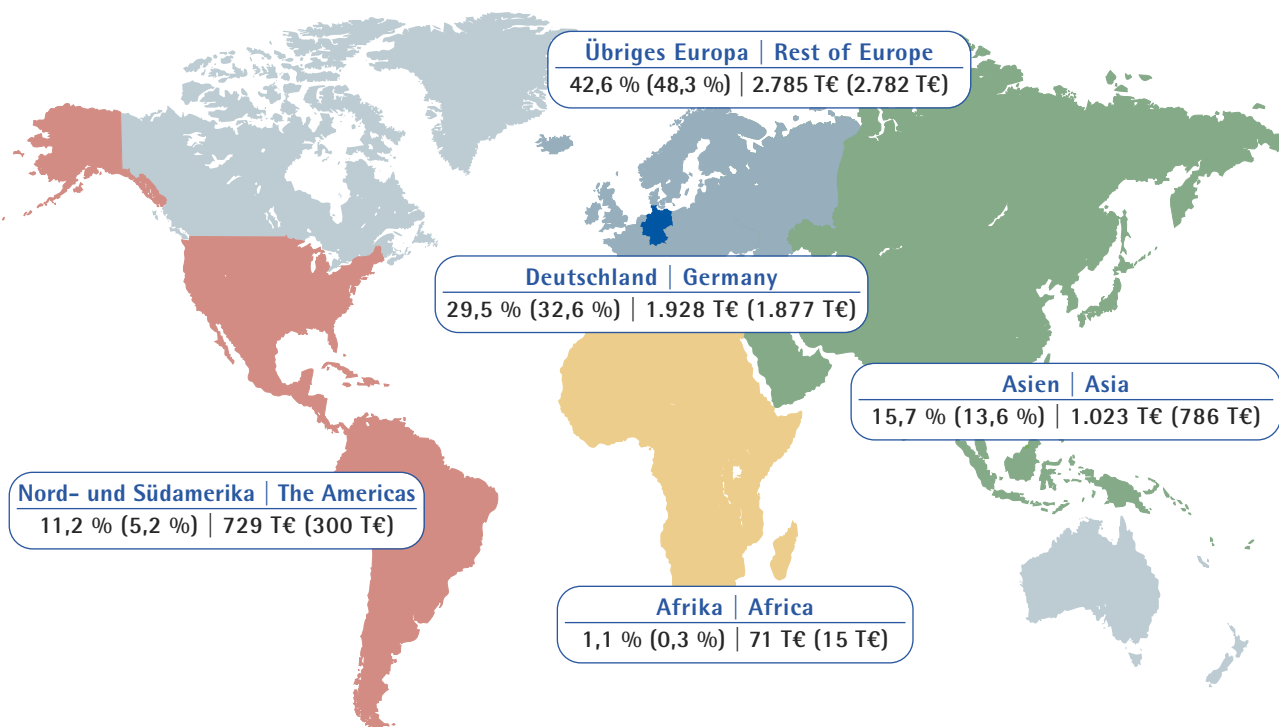 Übriges Europa | Rest of Europe
42,6 % (48,3 %) | 2.785 T€ (2.782 T€)
Deutschland | Germany
29,5 % (32,6 %) | 1.928 T€ (1.877 T€)
Asien | Asia
15,7 % (13,6 %) | 1.023 T€ (786 T€)
Nord- und Südamerika | The Americas
11,2 % (5,2 %) | 729 T€ (300 T€)
Afrika | Africa
1,1 % (0,3 %) | 71 T€ (15 T€)